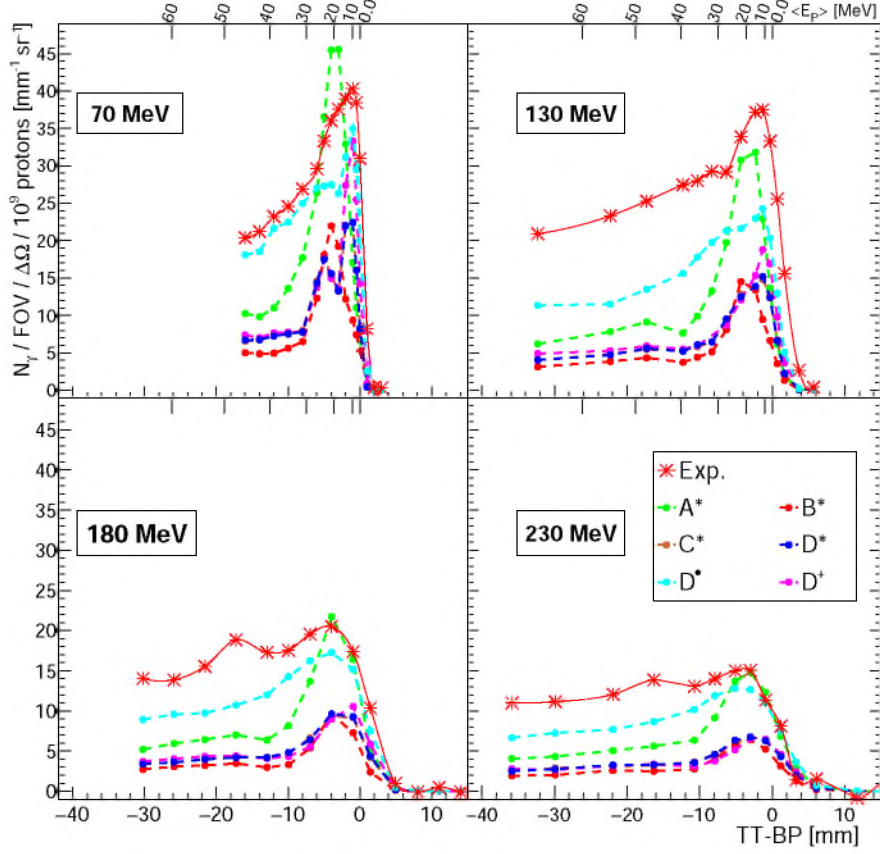 60 50 40 30 20 10 0.0 60 50 40 30 20 10 0.0 <E_P> [MeV]
45
40
35
30
25
20
15
10
5
0
70 MeV
130 MeV
N_γ / FOV / ΔΩ / 10⁹ protons [mm⁻¹ sr⁻¹]
45
40
35
30
25
20
15
10
5
0
180 MeV
230 MeV
Exp.
A* B*
C* D*
D• D⁺
−40 −30 −20 −10 0 10 −40 −30 −20 −10 0 10
TT-BP [mm]